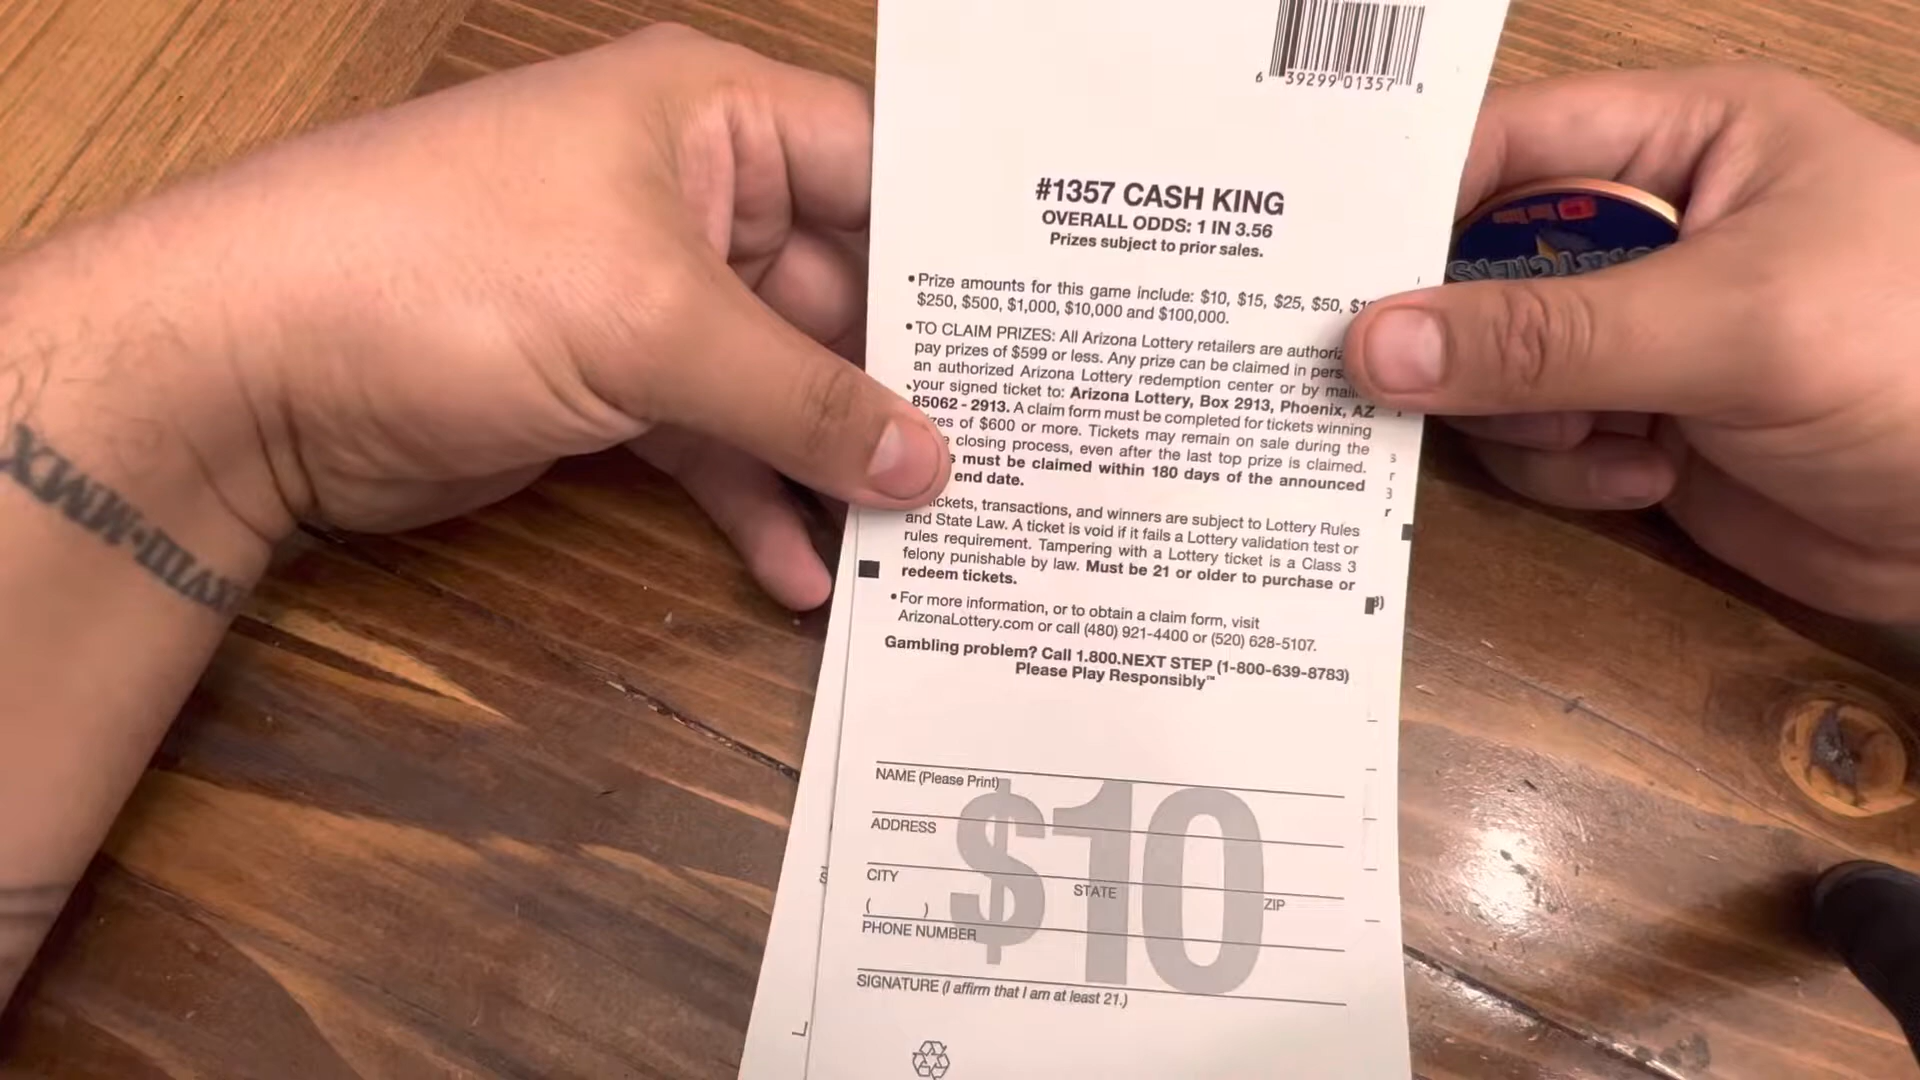 6 39299 01357 8
#1357 CASH KING
OVERALL ODDS: 1 IN 3.56
Prizes subject to prior sales.
• Prize amounts for this game include: $10, $15, $25, $50,
$250, $500, $1,000, $10,000 and $100,000.
• TO CLAIM PRIZES: All Arizona Lottery retailers are
pay prizes of $599 or less. Any prize can be claimed in
an authorized Arizona Lottery redemption center or by
your signed ticket to: Arizona Lottery, Box 2913, Phoenix, AZ
85062 - 2913. A claim form must be completed for tickets winning
of $600 or more. Tickets may remain on sale during the
closing process, even after the last top prize is claimed.
must be claimed within 180 days of the announced
end date.
tickets, transactions, and winners are subject to Lottery Rules
and State Law. A ticket is void if it fails a Lottery validation test or
rules requirement. Tampering with a Lottery ticket is a Class 3
felony punishable by law. Must be 21 or older to purchase or
redeem tickets.
• For more information, or to obtain a claim form, visit
ArizonaLottery.com or call (480) 921-4400 or (520) 628-5107.
Gambling problem? Call 1.800.NEXT STEP (1-800-639-8783)
Please Play Responsibly™
NAME (Please Print)
$10
ADDRESS
CITY STATE ZIP
( )
PHONE NUMBER
SIGNATURE (I affirm that I am at least 21.)